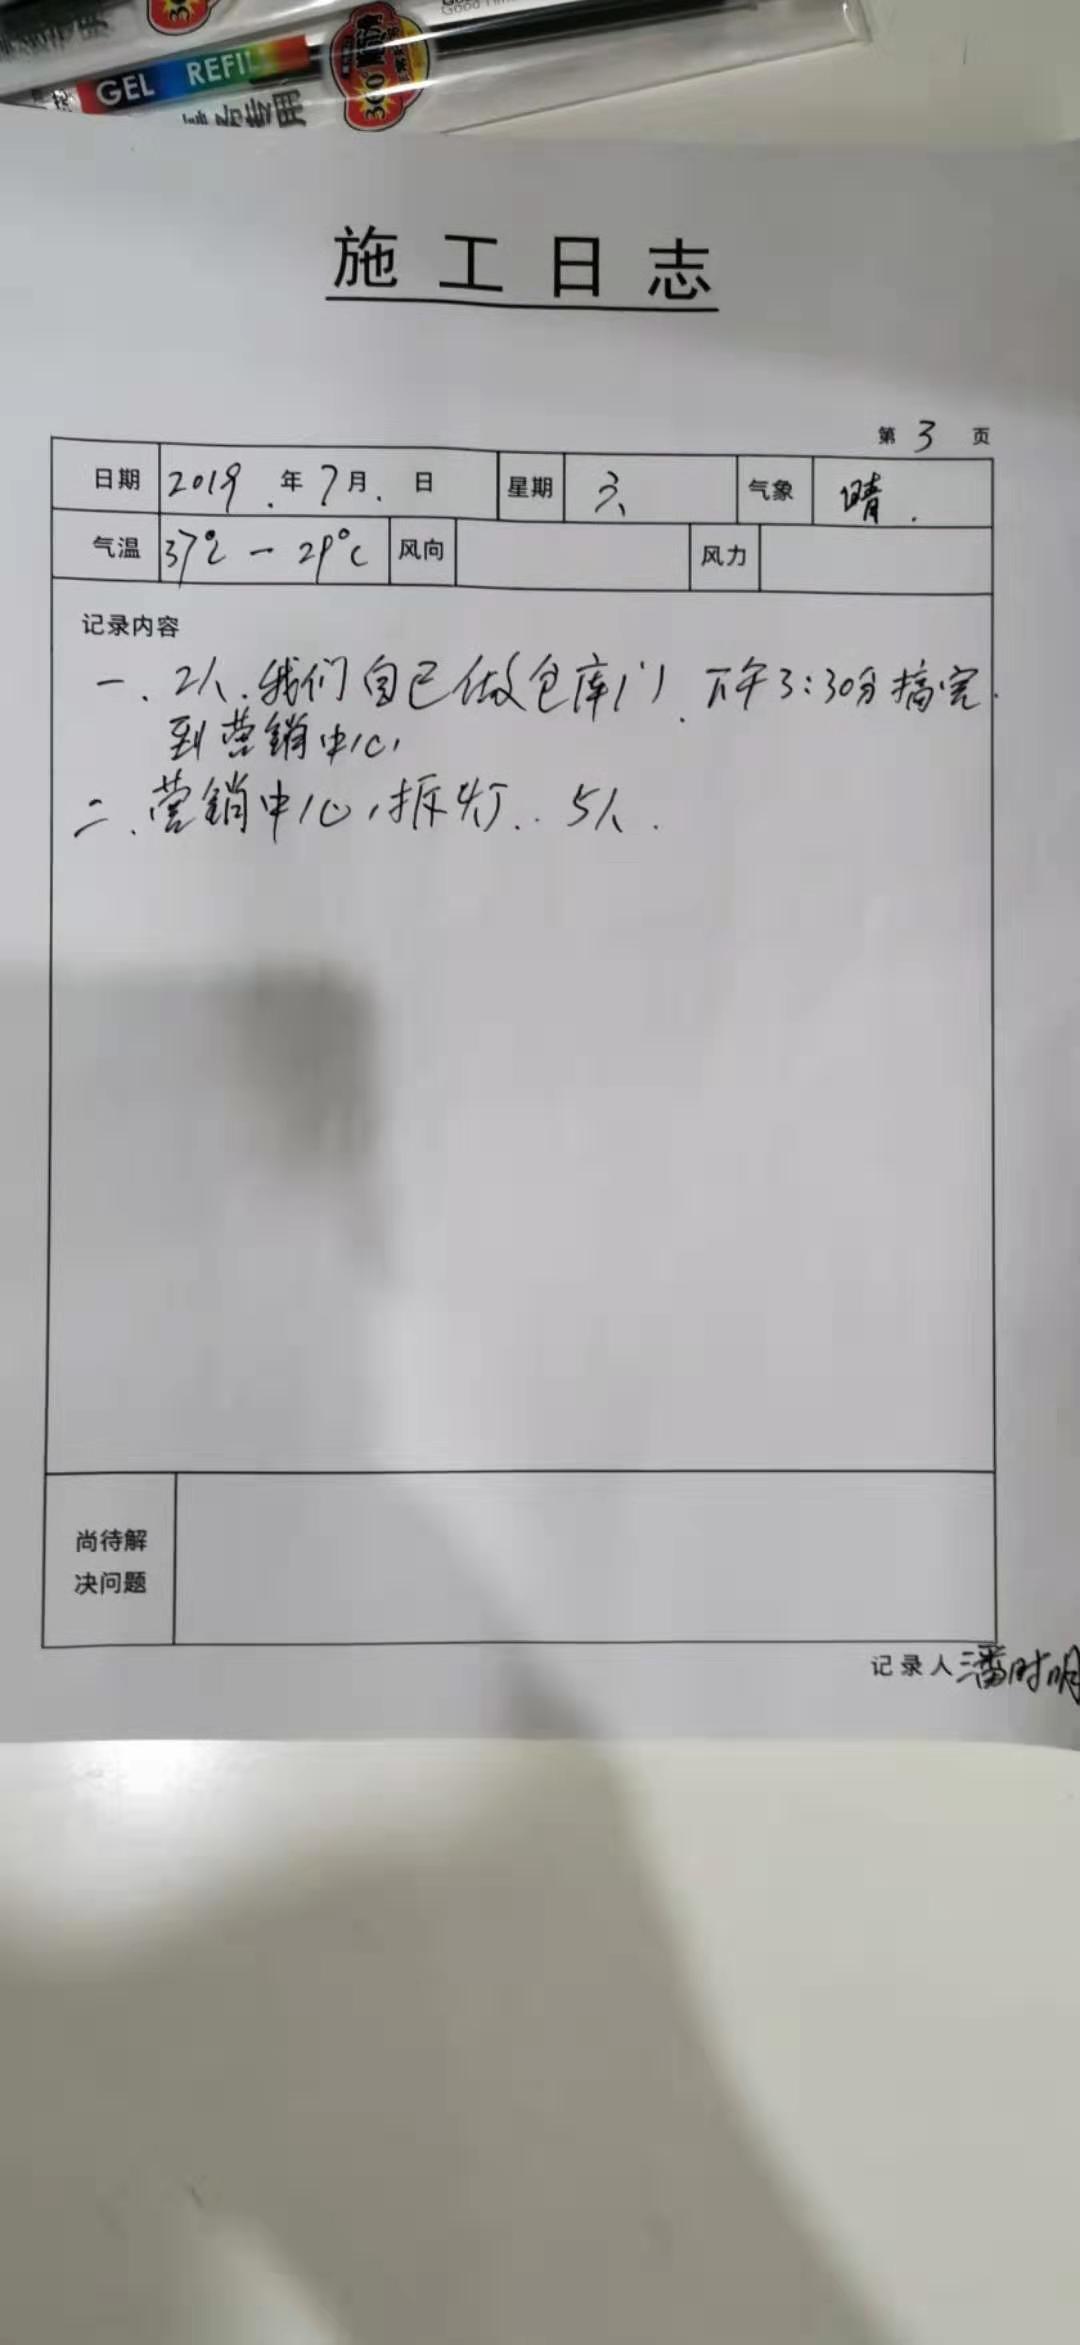 GEL REFILL
360°
施工日志
第 3 页
日期 2019.年7月. 日 星期 六 气象 晴.
气温 37℃-29℃ 风向 风力
记录内容
一、2人.我们自己做仓库门.下午3:30分搞完.
到营销中心,
二、营销中心,拆灯..5人.
尚待解
决问题
记录人 潘时明